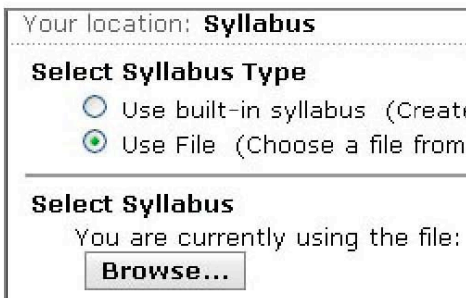 Your location: Syllabus
Select Syllabus Type
Use built-in syllabus (Create
Use File (Choose a file from
Select Syllabus
You are currently using the file:
Browse...